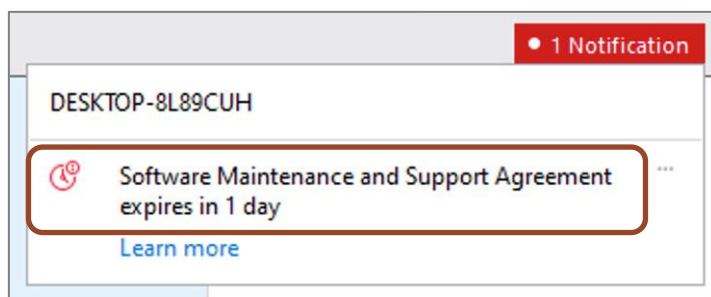 1 Notification
DESKTOP-8L89CUH
Software Maintenance and Support Agreement
expires in 1 day
Learn more